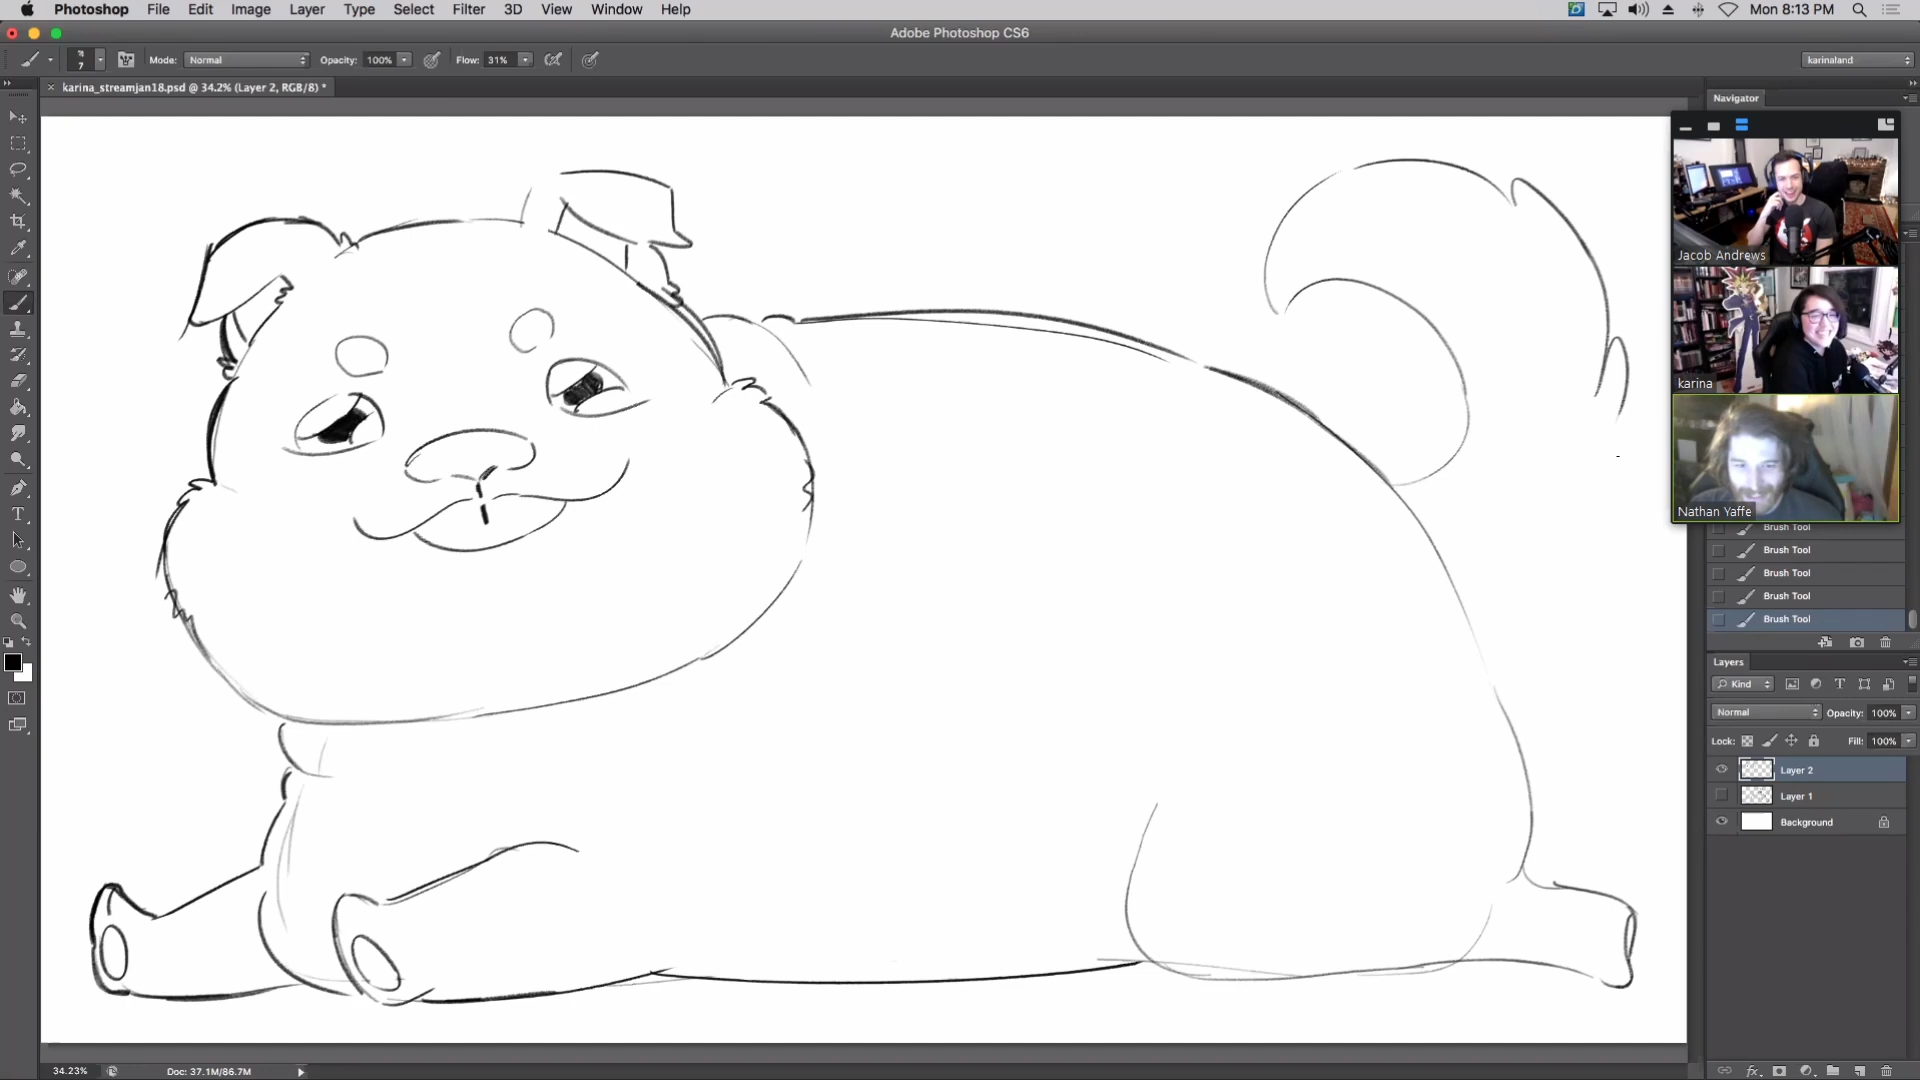 Photoshop File Edit Image Layer Type Select Filter 3D View Window Help Mon 8:13 PM
Adobe Photoshop CS6
7 Mode: Normal Opacity: 100% Flow: 31% karinaland
× karina_streamjan18.psd @ 34.2% (Layer 2, RGB/8) *
Navigator
Jacob Andrews
karina
Nathan Yaffe
Brush Tool
Brush Tool
Brush Tool
Brush Tool
Brush Tool
Layers
Kind
Normal Opacity: 100%
Lock: Fill: 100%
Layer 2
Layer 1
Background
34.23% Doc: 37.1M/86.7M